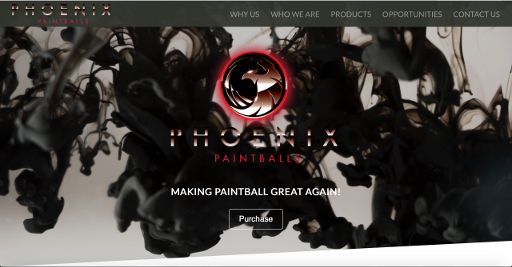 PHOENIX
PAINTBALLS
WHY US WHO WE ARE PRODUCTS OPPORTUNITIES CONTACT US
PHOENIX
PAINTBALLS
MAKING PAINTBALL GREAT AGAIN!
Purchase